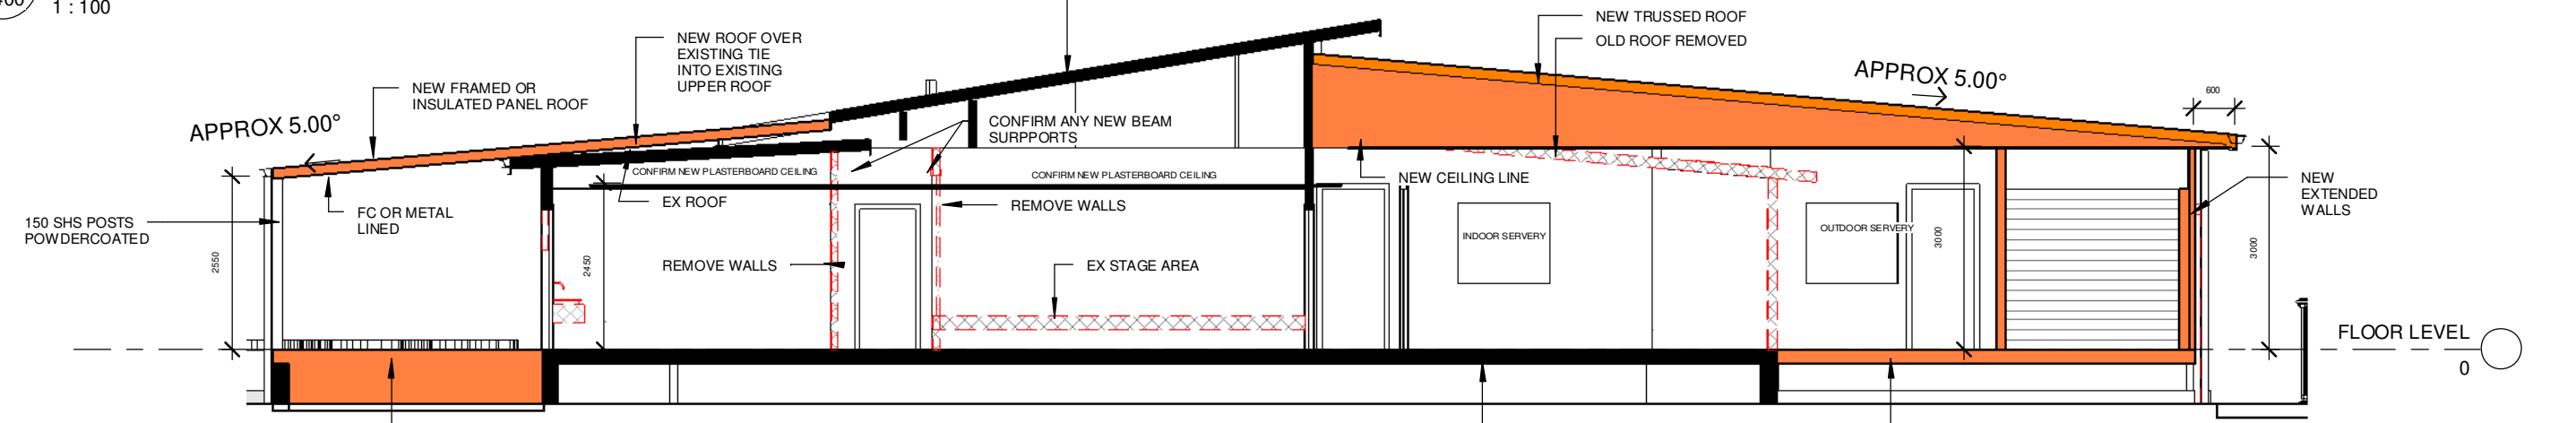 1 : 100
NEW TRUSSED ROOF
OLD ROOF REMOVED
NEW ROOF OVER
EXISTING TIE
INTO EXISTING
UPPER ROOF
NEW FRAMED OR
INSULATED PANEL ROOF
APPROX 5.00°
APPROX 5.00°
600
CONFIRM ANY NEW BEAM
SURPPORTS
CONFIRM NEW PLASTERBOARD CEILING
CONFIRM NEW PLASTERBOARD CEILING
NEW CEILING LINE
NEW
EXTENDED
WALLS
EX ROOF
REMOVE WALLS
FC OR METAL
LINED
150 SHS POSTS
POWDERCOATED
INDOOR SERVERY
OUTDOOR SERVERY
2550
2450
3000
3000
REMOVE WALLS
EX STAGE AREA
FLOOR LEVEL
0